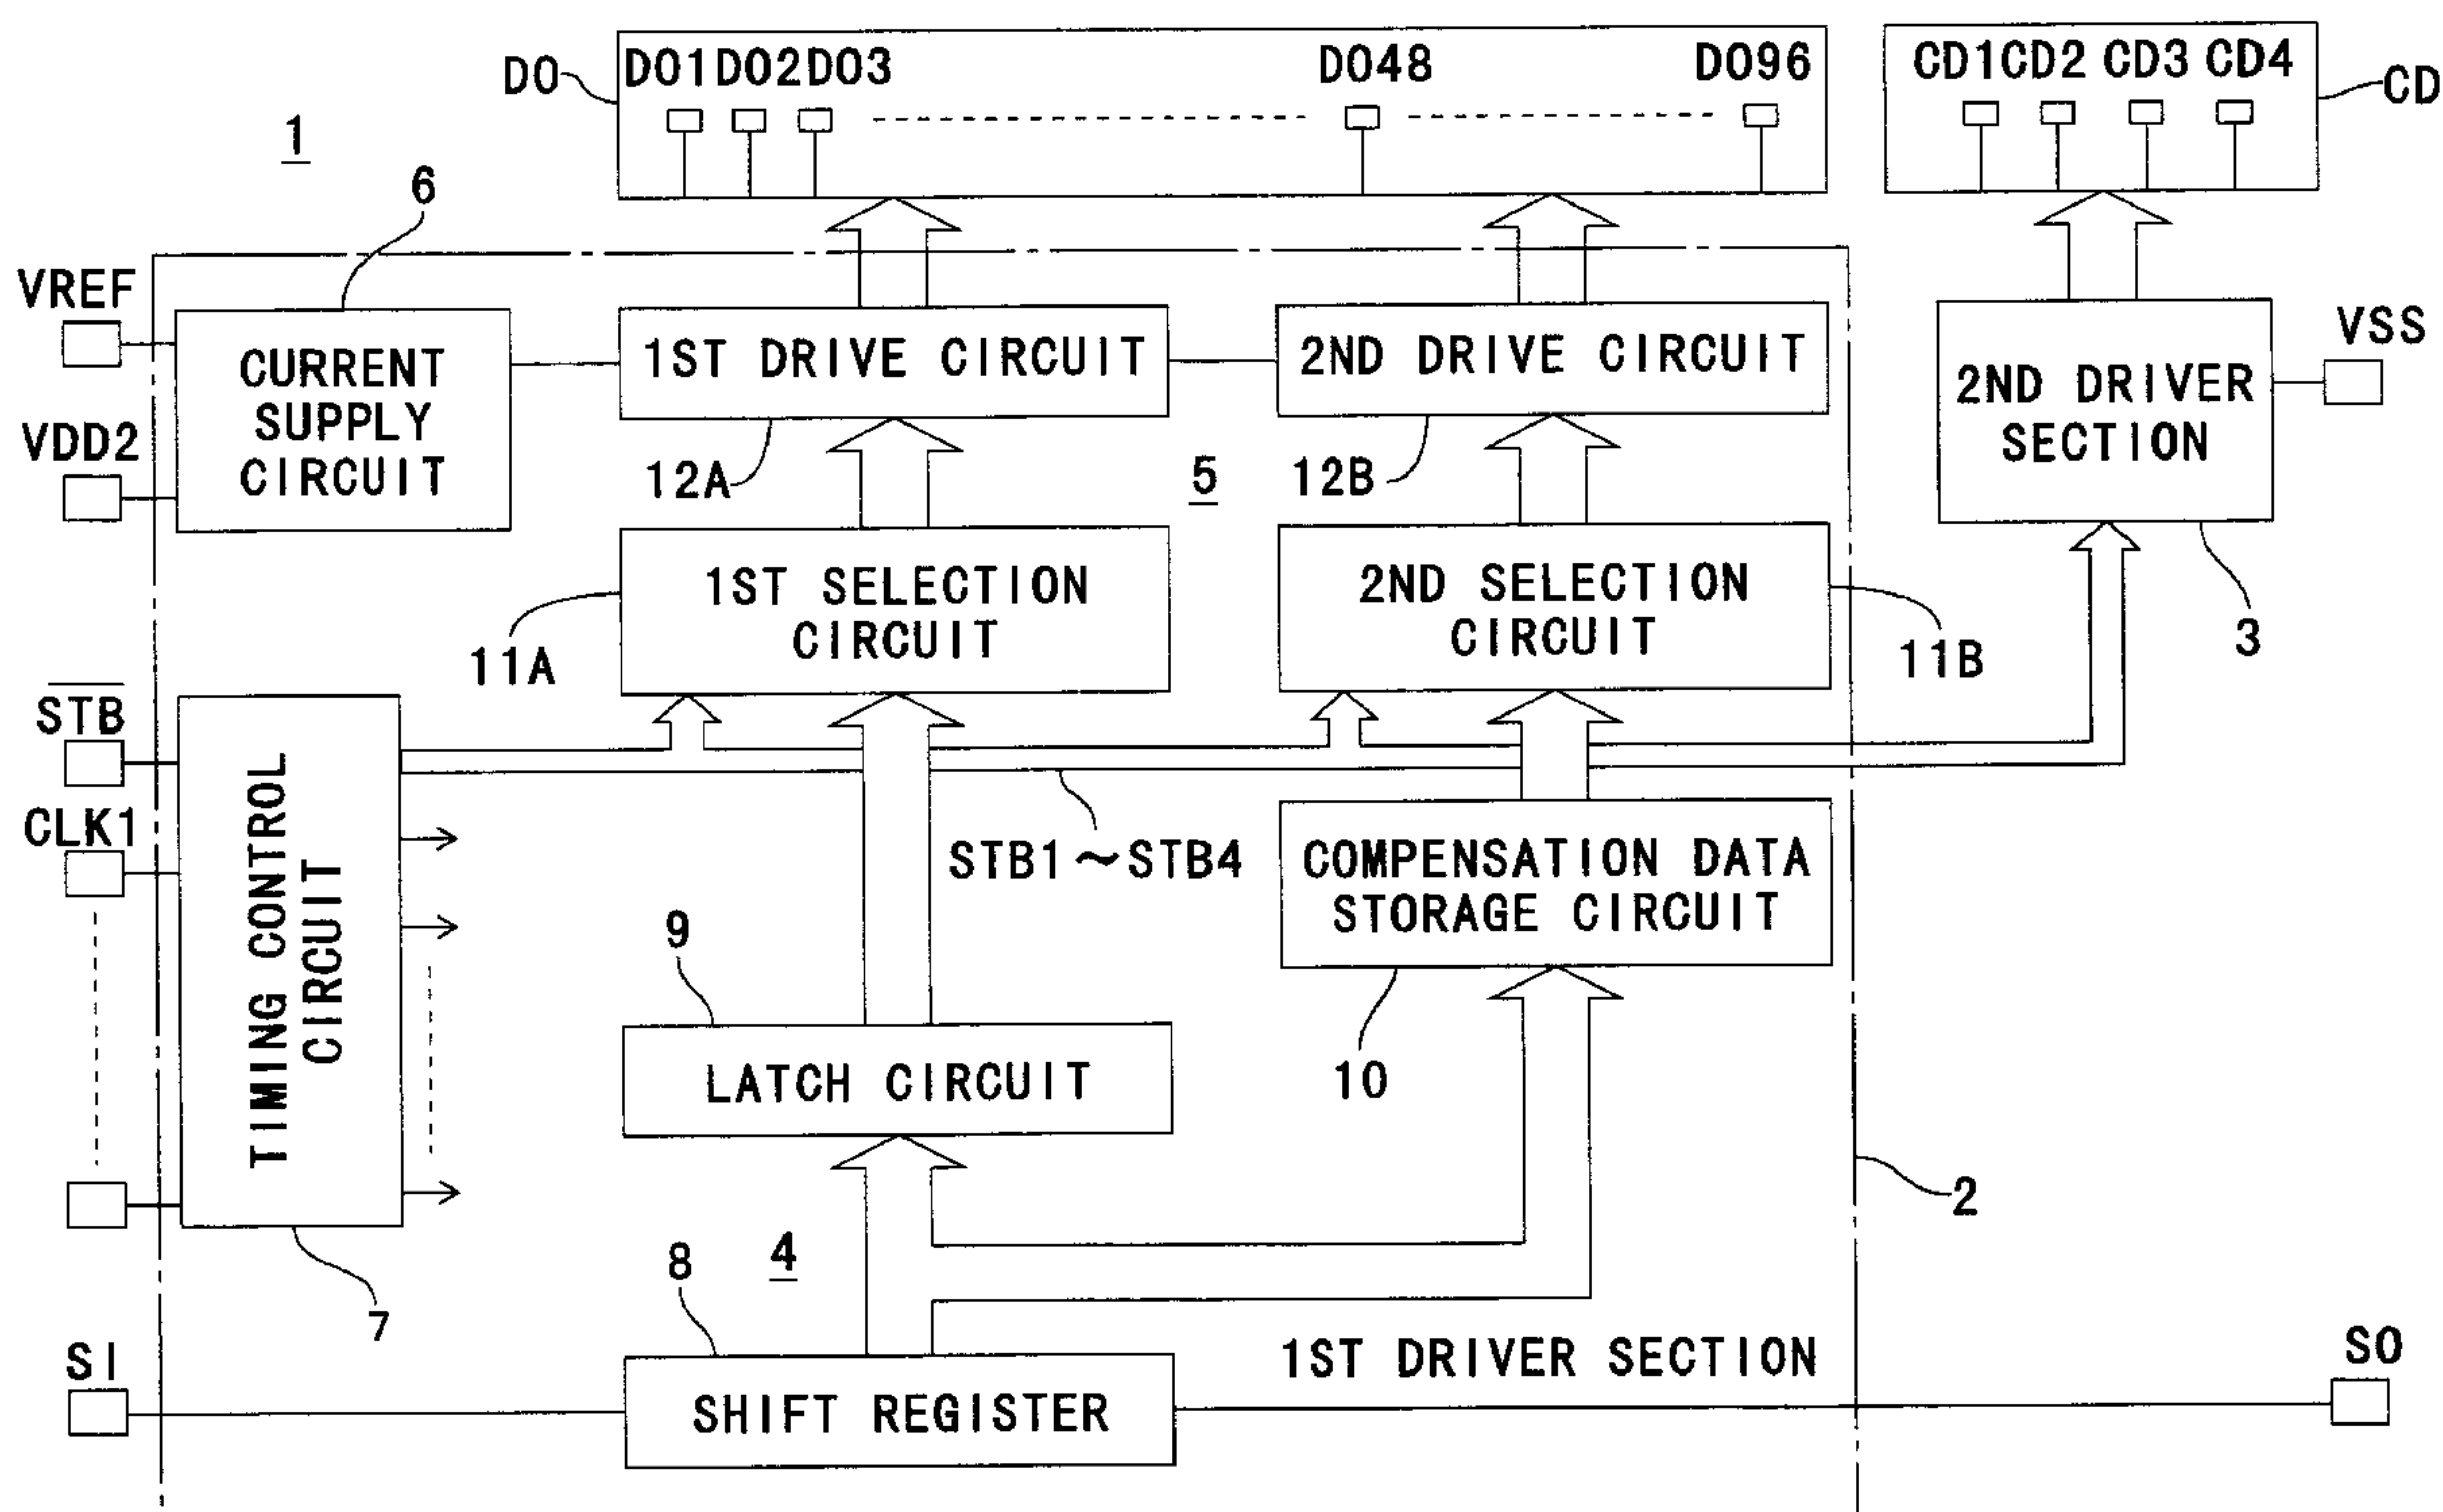 DO
DO1 DO2 DO3 DO48 DO96
CD1 CD2 CD3 CD4
CD
1
6
VREF
VDD2
CURRENT
SUPPLY
CIRCUIT
1ST DRIVE CIRCUIT
2ND DRIVE CIRCUIT
2ND DRIVER
SECTION
VSS
12A
5
12B
1ST SELECTION
CIRCUIT
2ND SELECTION
CIRCUIT
11A
11B
3
STB
CLK1
TIMING CONTROL
CIRCUIT
STB1~STB4
COMPENSATION DATA
STORAGE CIRCUIT
9
LATCH CIRCUIT
10
2
4
8
7
SI
SHIFT REGISTER
1ST DRIVER SECTION
SO